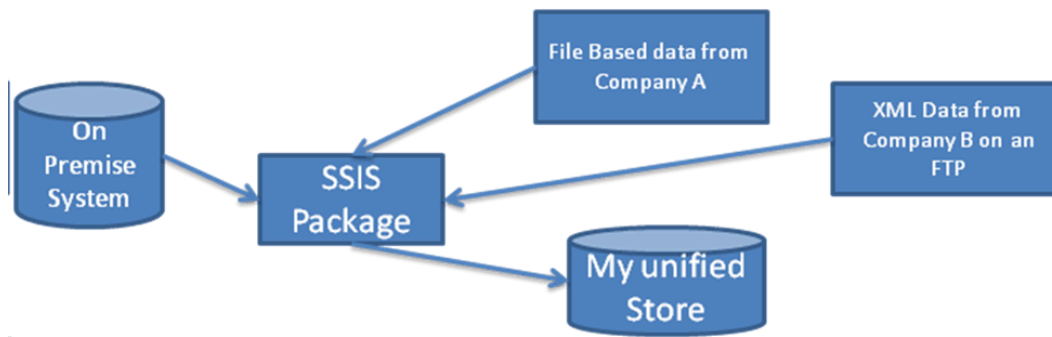 File Based data from
Company A
XML Data from
Company B on an
FTP
On
Premise
System
SSIS
Package
My unified
Store